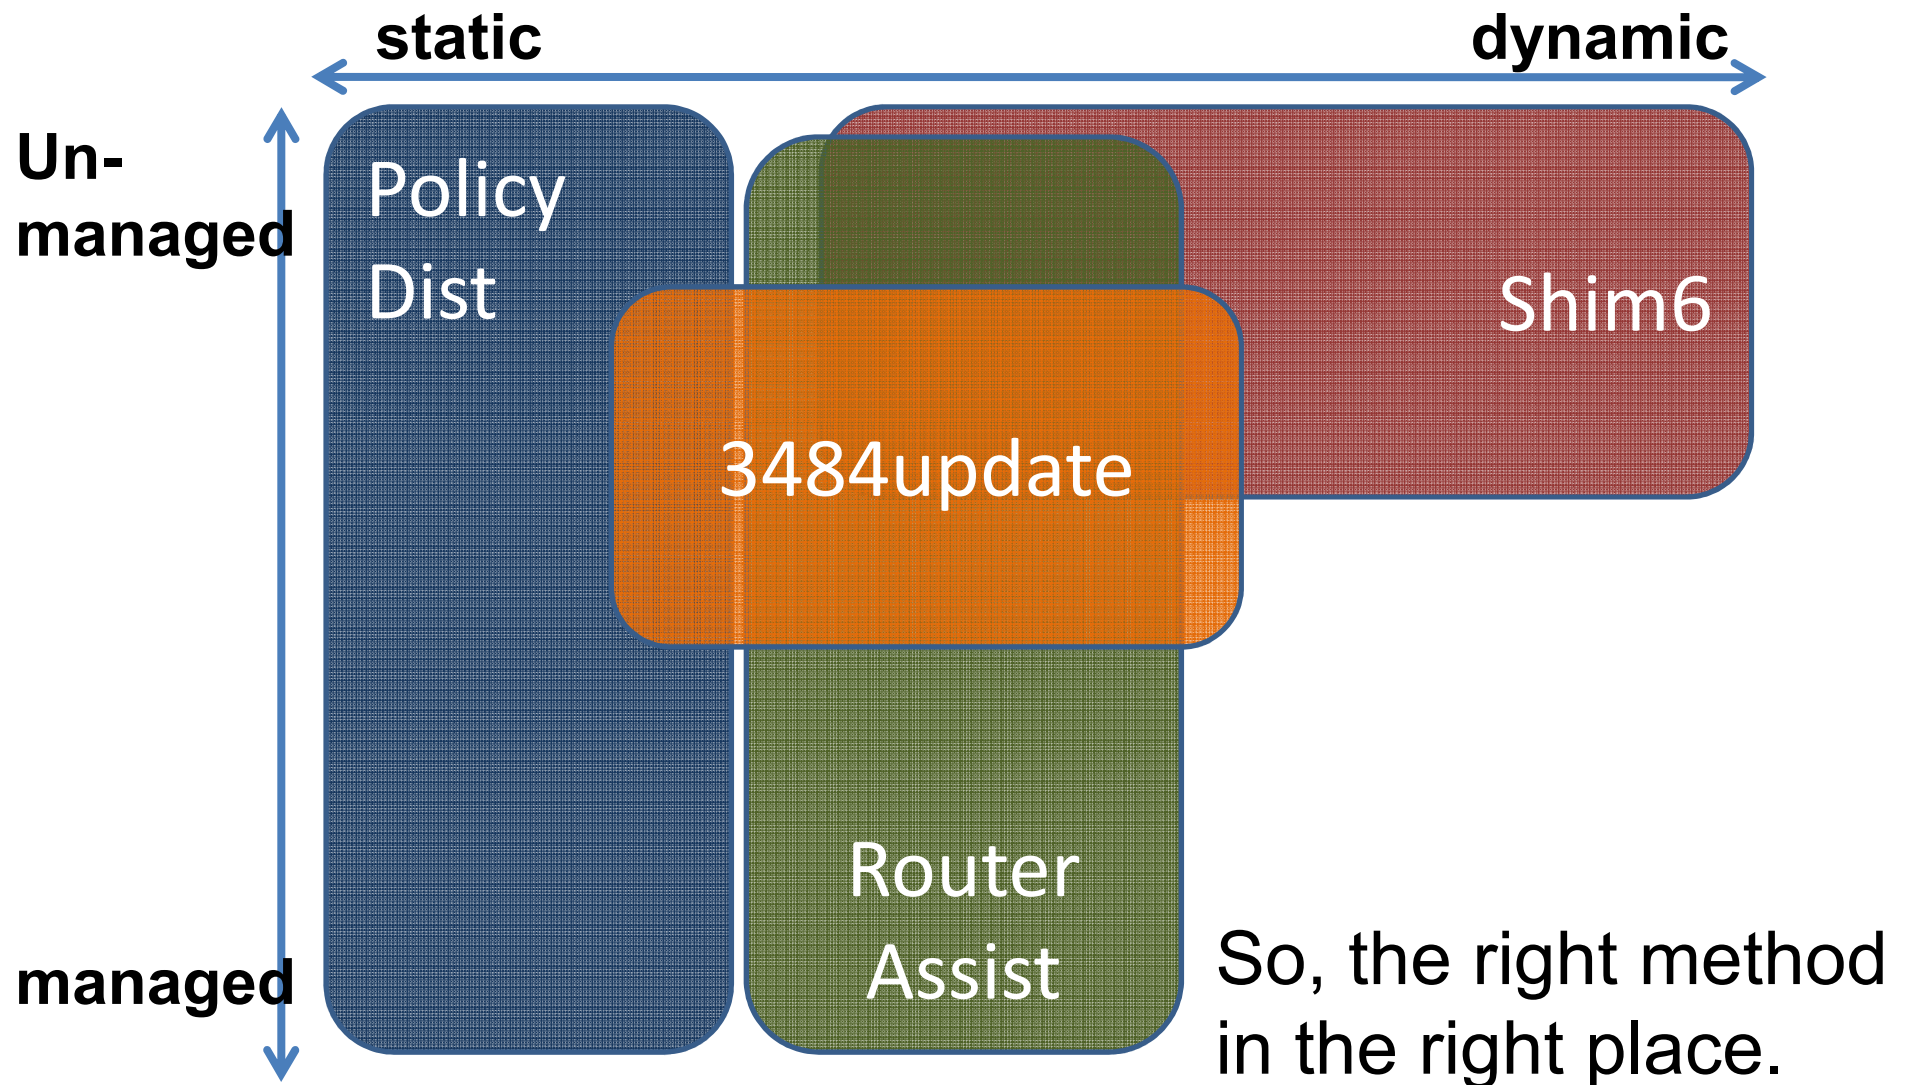 static
dynamic
Un-
managed
Policy
Dist
Shim6
3484update
Router
Assist
managed
So, the right method
in the right place.